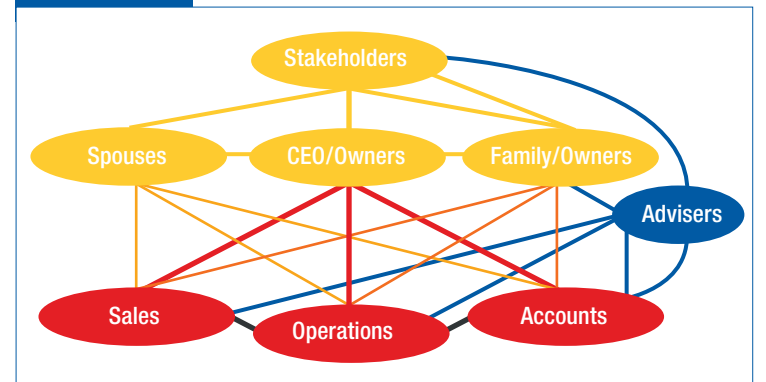 Stakeholders
Spouses
CEO/Owners
Family/Owners
Advisers
Sales
Operations
Accounts